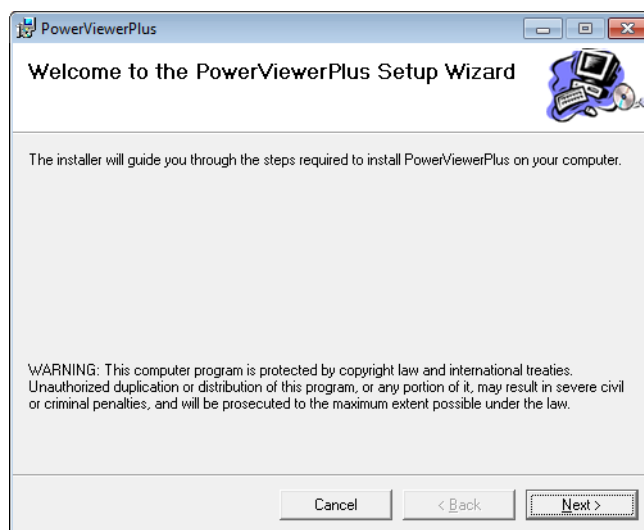 PowerViewerPlus
Welcome to the PowerViewerPlus Setup Wizard
The installer will guide you through the steps required to install PowerViewerPlus on your computer.
WARNING: This computer program is protected by copyright law and international treaties.
Unauthorized duplication or distribution of this program, or any portion of it, may result in severe civil
or criminal penalties, and will be prosecuted to the maximum extent possible under the law.
Cancel
< Back
Next >